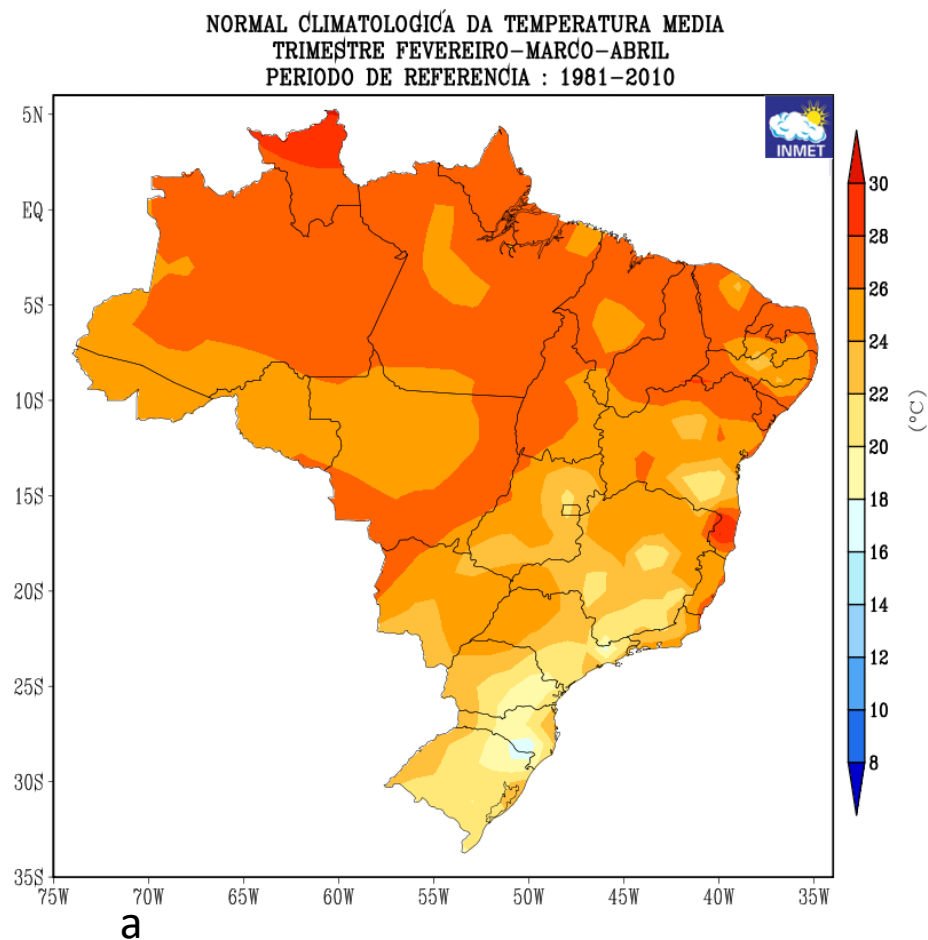 NORMAL CLIMATOLOGICA DA TEMPERATURA MEDIA
TRIMESTRE FEVEREIRO-MARCO-ABRIL
PERIODO DE REFERENCIA : 1981-2010
INMET
5N
EQ
5S
10S
15S
20S
25S
30S
35S
75W 70W 65W 60W 55W 50W 45W 40W 35W
30
28
26
24
22
20
18
16
14
12
10
8
(°C)
a